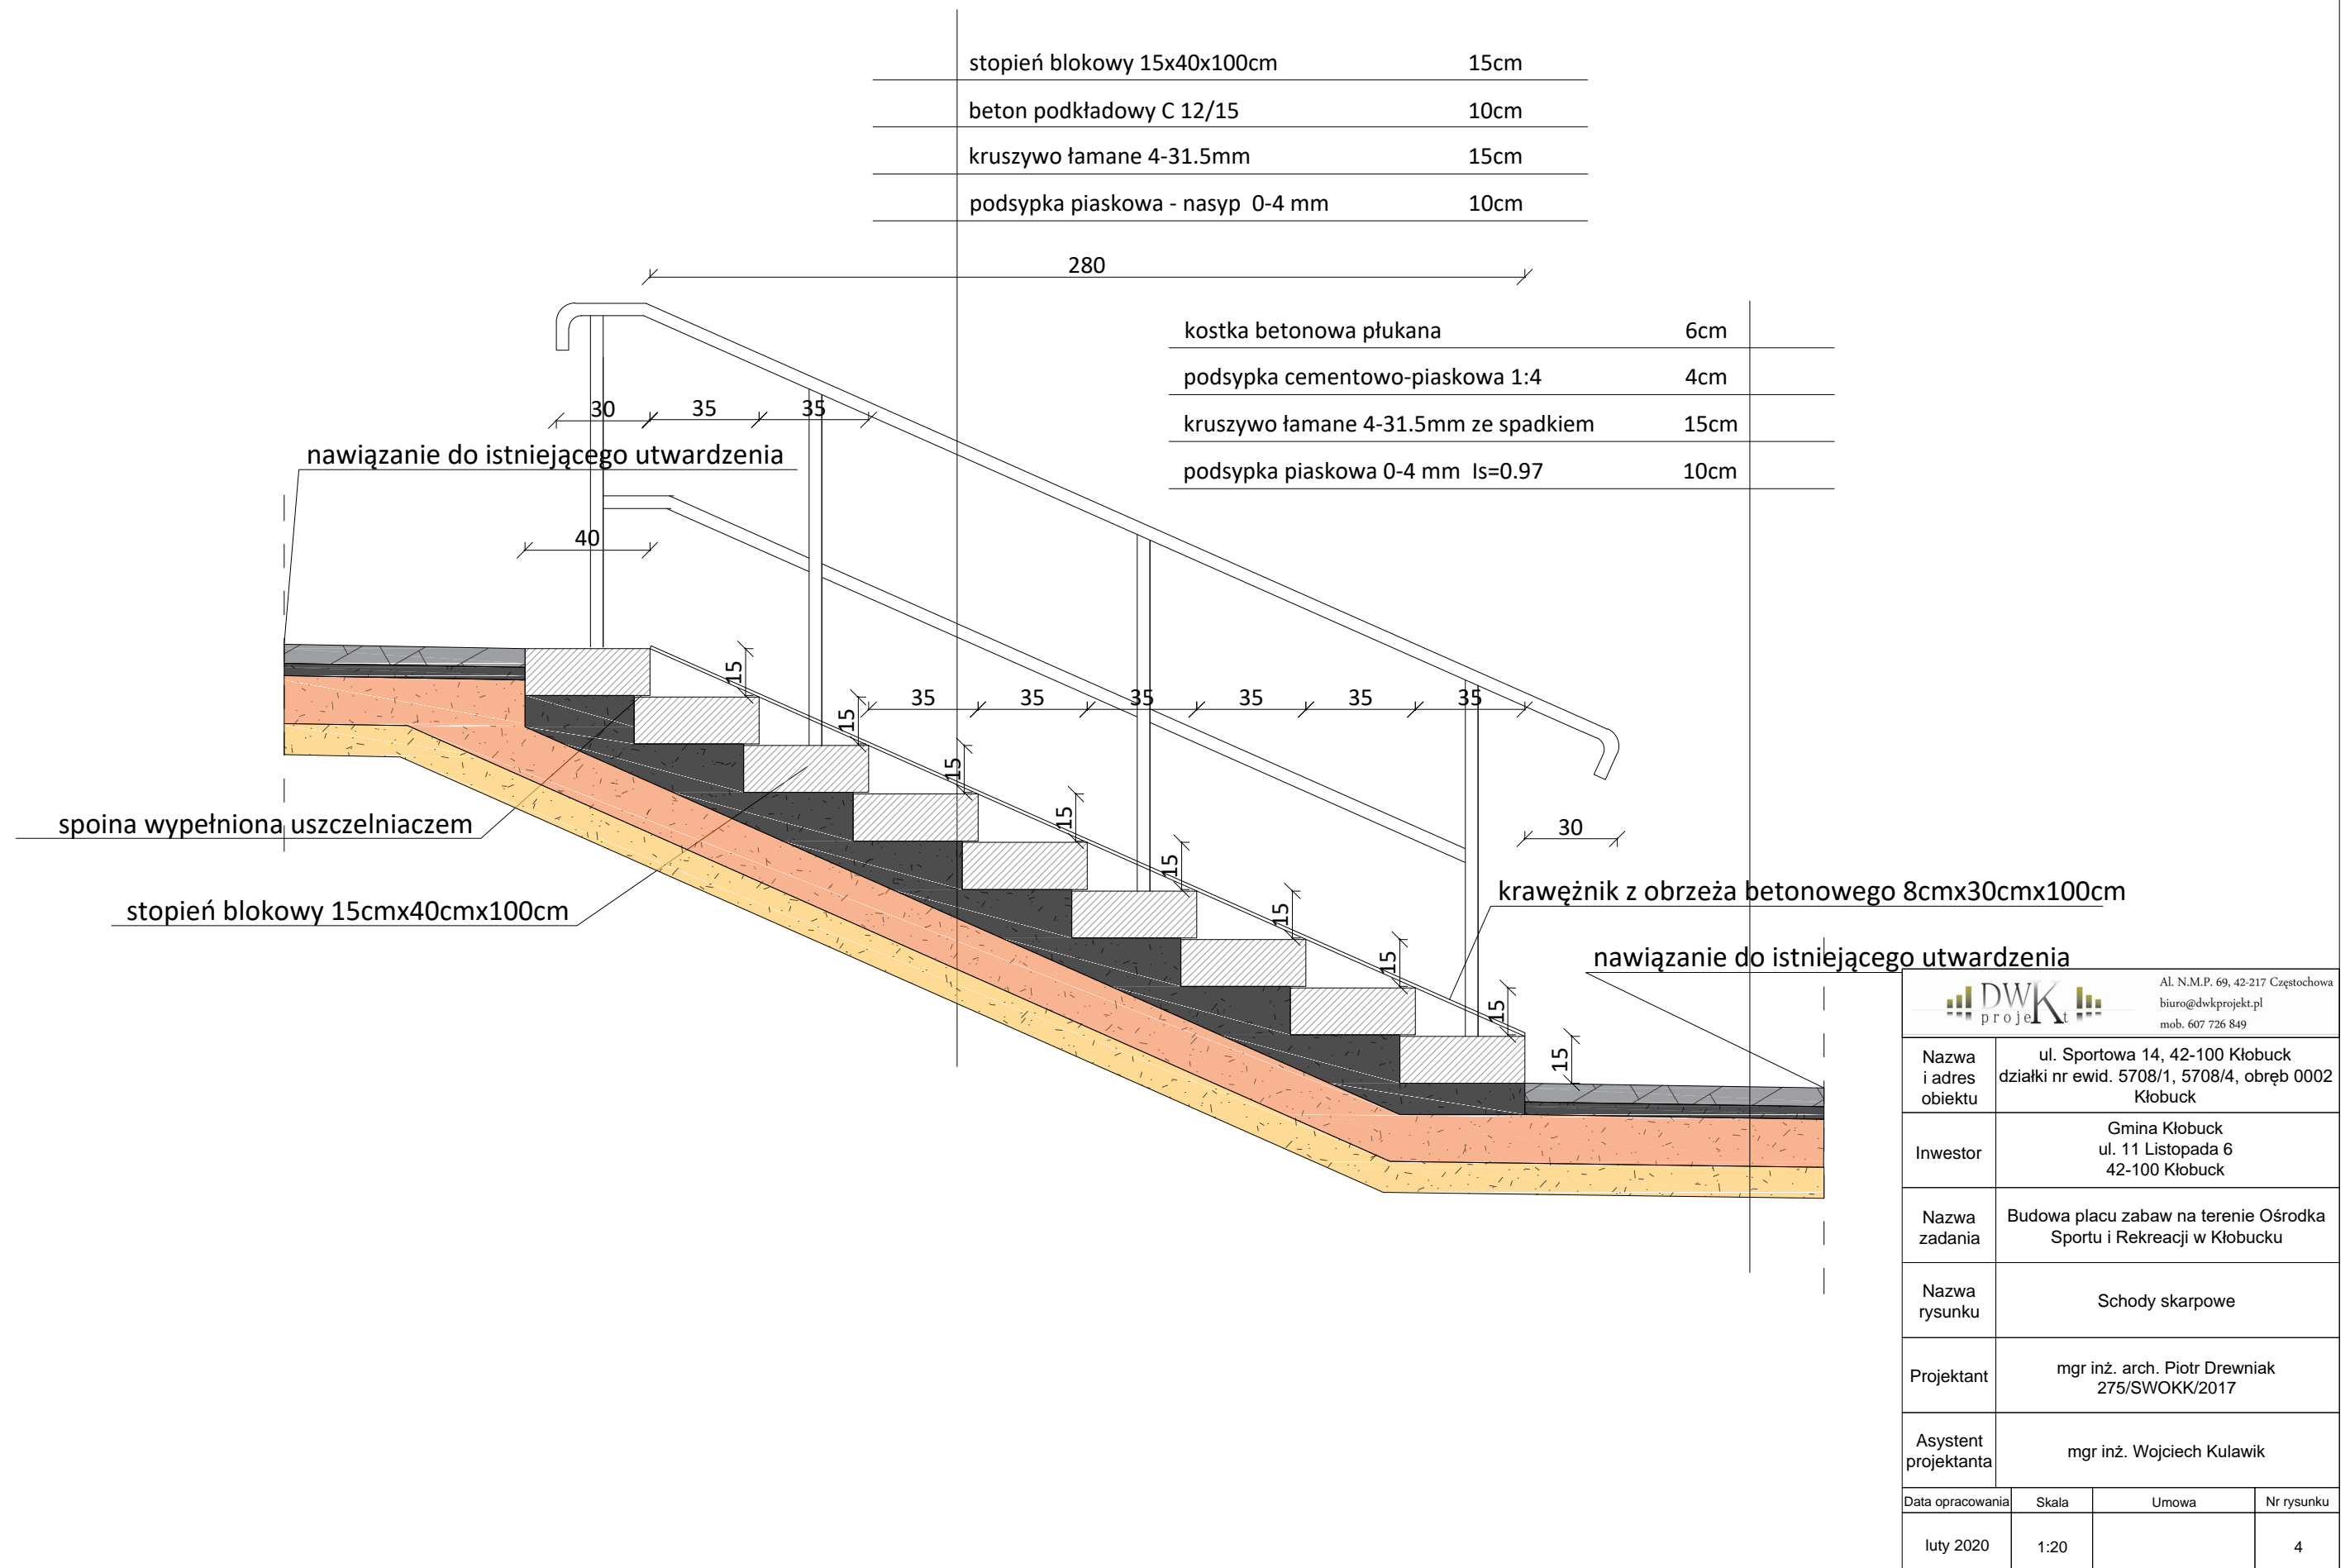 stopień blokowy 15x40x100cm 15cm
beton podkładowy C 12/15 10cm
kruszywo łamane 4-31.5mm 15cm
podsypka piaskowa - nasyp 0-4 mm 10cm
280
kostka betonowa płukana 6cm
podsypka cementowo-piaskowa 1:4 4cm
kruszywo łamane 4-31.5mm ze spadkiem 15cm
podsypka piaskowa 0-4 mm Is=0.97 10cm
30 35 35
nawiązanie do istniejącego utwardzenia
40
15
15
35 35 35 35 35 35
15
15
15
15
15
15
15
30
spoina wypełniona uszczelniaczem
stopień blokowy 15cmx40cmx100cm
krawężnik z obrzeża betonowego 8cmx30cmx100cm
nawiązanie do istniejącego utwardzenia
DWK
projekt
Al. N.M.P. 69, 42-217 Częstochowa
biuro@dwkprojekt.pl
mob. 607 726 849
Nazwa
i adres
obiektu
ul. Sportowa 14, 42-100 Kłobuck
działki nr ewid. 5708/1, 5708/4, obręb 0002
Kłobuck
Inwestor
Gmina Kłobuck
ul. 11 Listopada 6
42-100 Kłobuck
Nazwa
zadania
Budowa placu zabaw na terenie Ośrodka
Sportu i Rekreacji w Kłobucku
Nazwa
rysunku
Schody skarpowe
Projektant
mgr inż. arch. Piotr Drewniak
275/SWOKK/2017
Asystent
projektanta
mgr inż. Wojciech Kulawik
Data opracowania Skala Umowa Nr rysunku
luty 2020 1:20 4